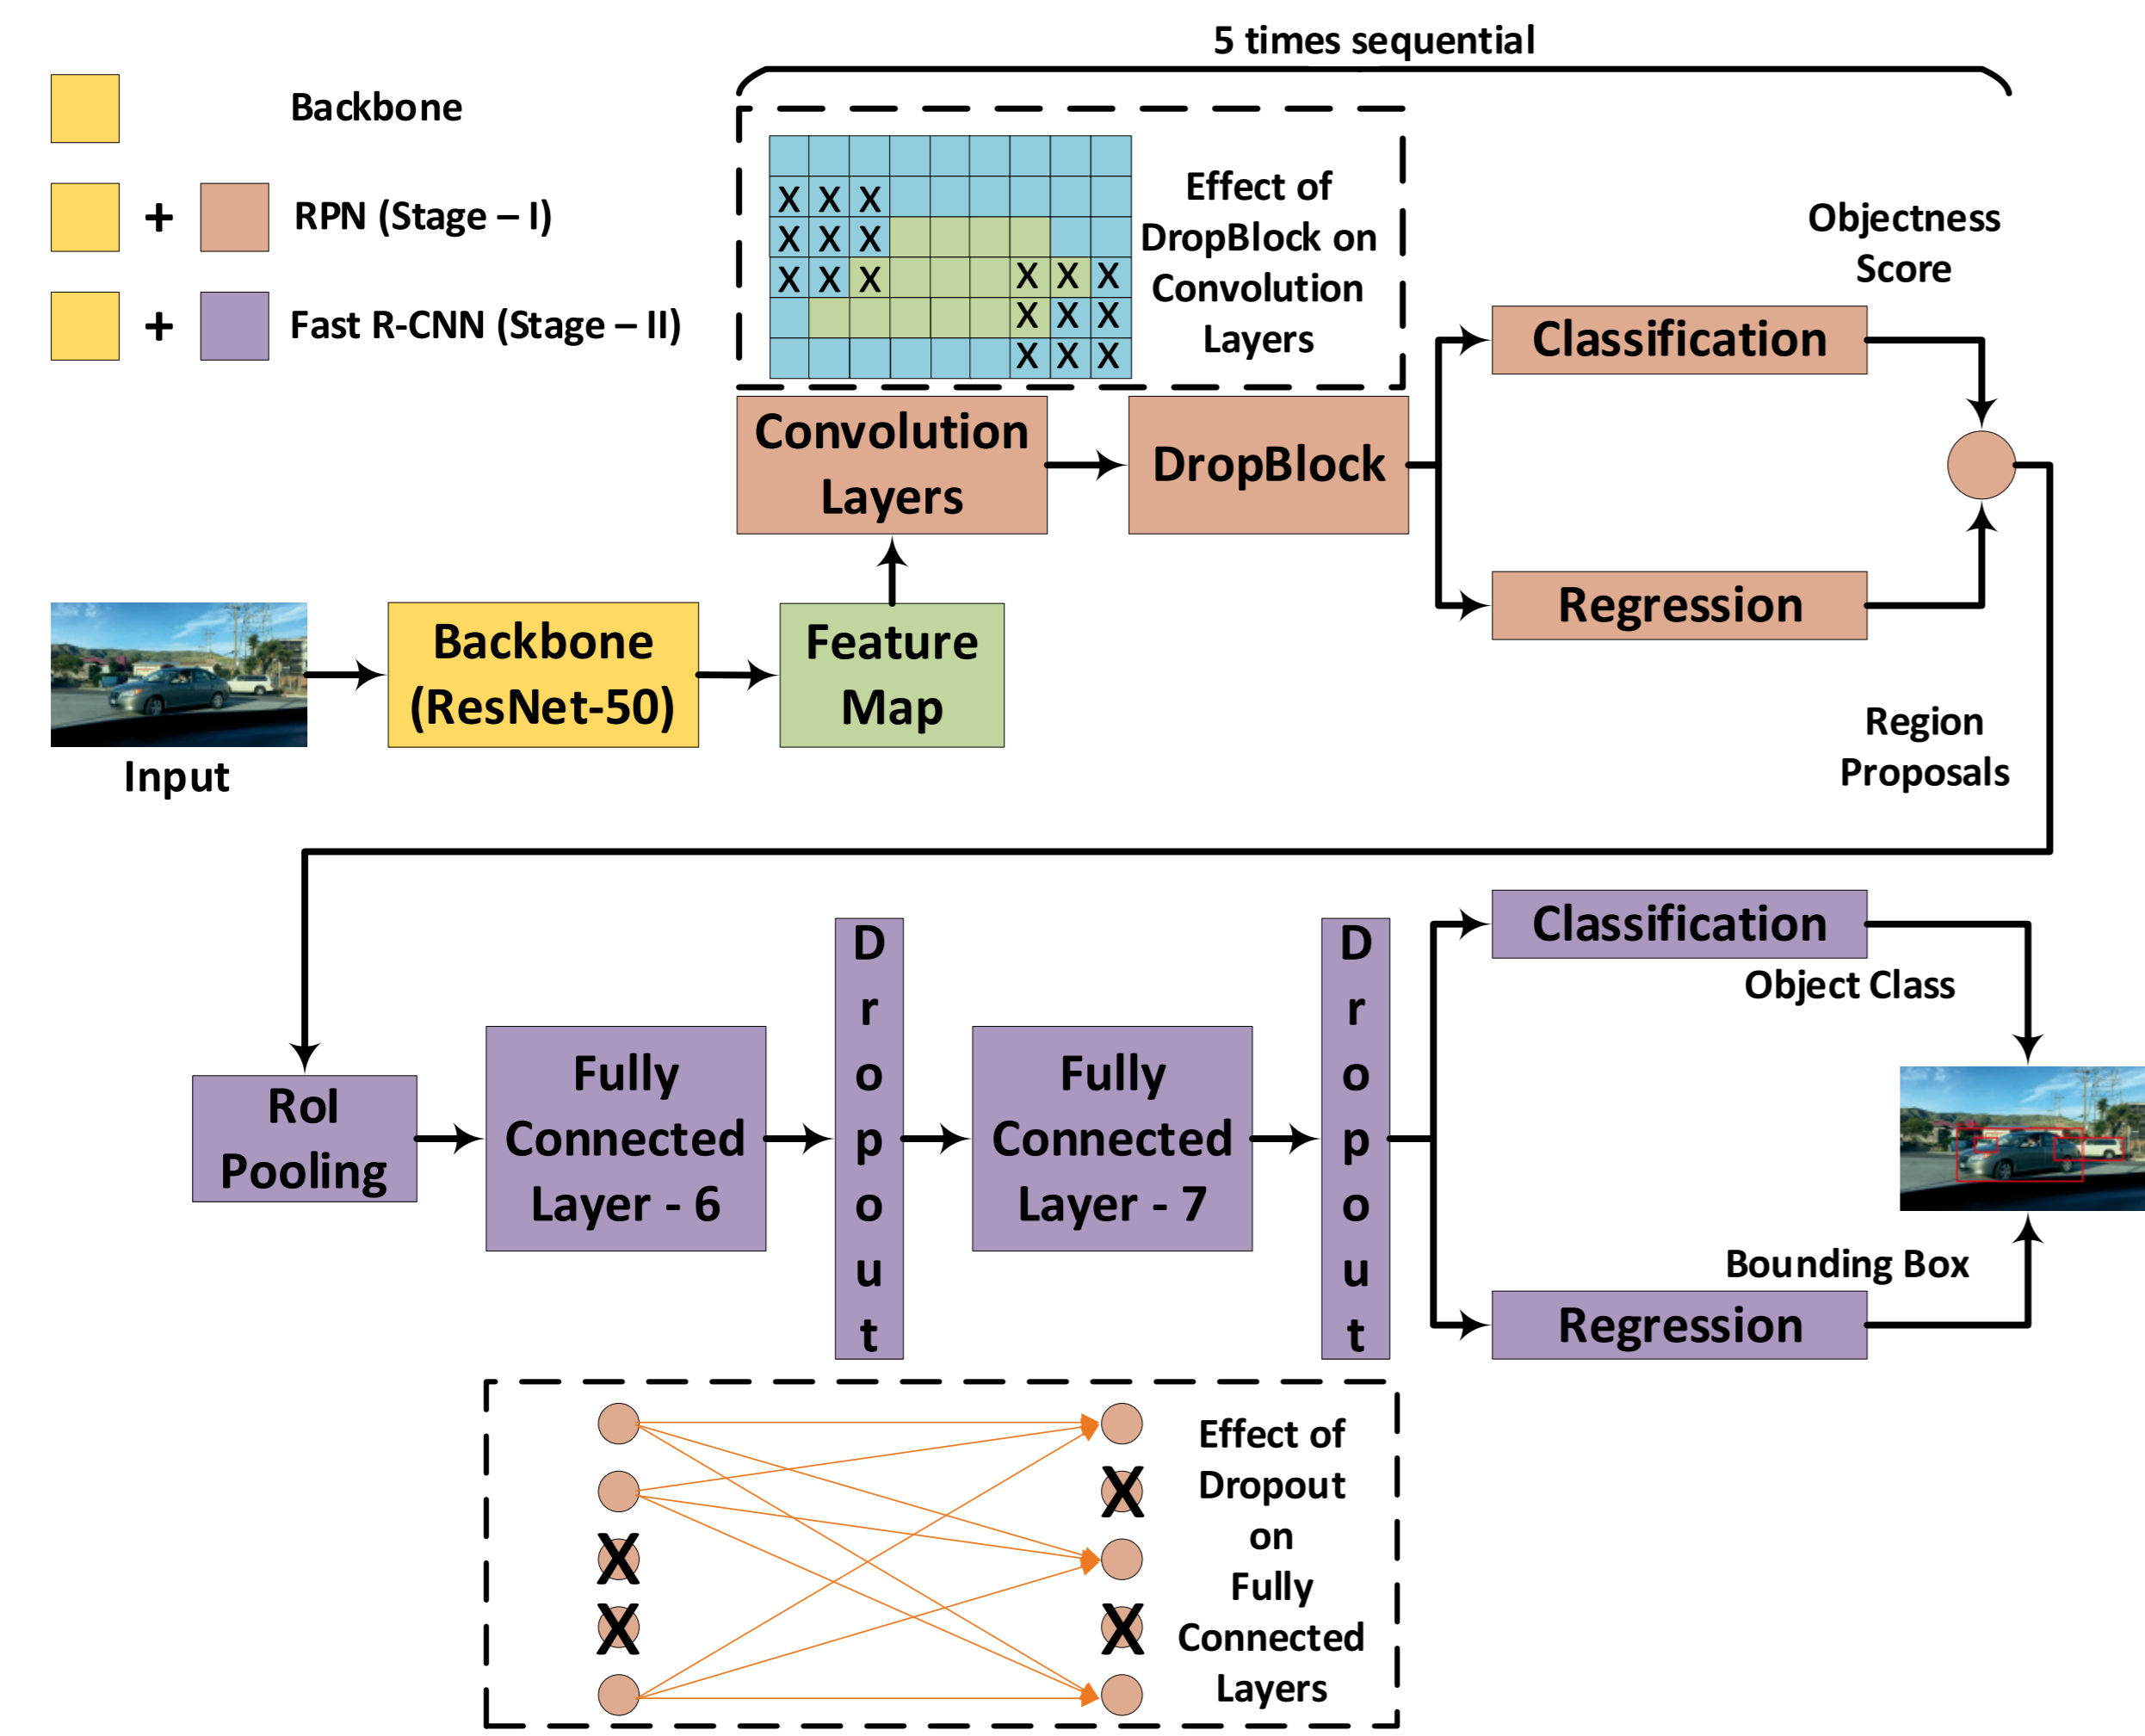 5 times sequential
Backbone
+
RPN (Stage – I)
+
Fast R-CNN (Stage – II)
X X X
X X X
X X X X X X
X X X
X X X
Effect of
DropBlock on
Convolution
Layers
Objectness
Score
Classification
Convolution
Layers
DropBlock
Regression
Input
Backbone
(ResNet-50)
Feature
Map
Region
Proposals
RoI
Pooling
Fully
Connected
Layer - 6
D
r
o
p
o
u
t
Fully
Connected
Layer - 7
D
r
o
p
o
u
t
Classification
Object Class
Bounding Box
Regression
X
X
X
X
Effect of
Dropout
on
Fully
Connected
Layers